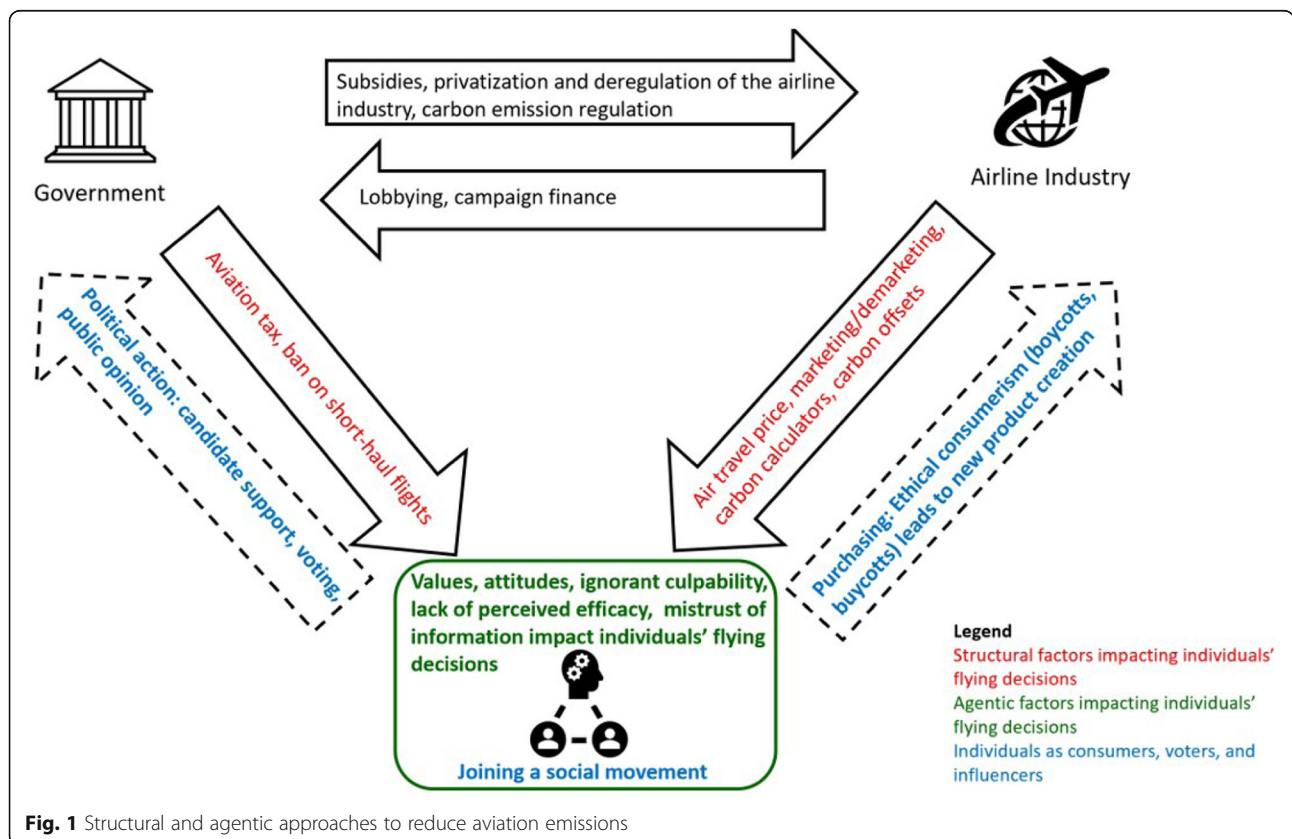 Subsidies, privatization and deregulation of the airline
industry, carbon emission regulation
Government
Airline Industry
Lobbying, campaign finance
Aviation tax, ban on short-haul flights
Political action: candidate support, voting,
public opinion
Air travel price, marketing/demarketing,
carbon calculators, carbon offsets
Purchasing: Ethical consumerism (boycotts,
buycotts) leads to new product creation
Values, attitudes, ignorant culpability,
lack of perceived efficacy, mistrust of
information impact individuals' flying
decisions
Joining a social movement
Legend
Structural factors impacting individuals'
flying decisions
Agentic factors impacting individuals'
flying decisions
Individuals as consumers, voters, and
influencers
Fig. 1 Structural and agentic approaches to reduce aviation emissions